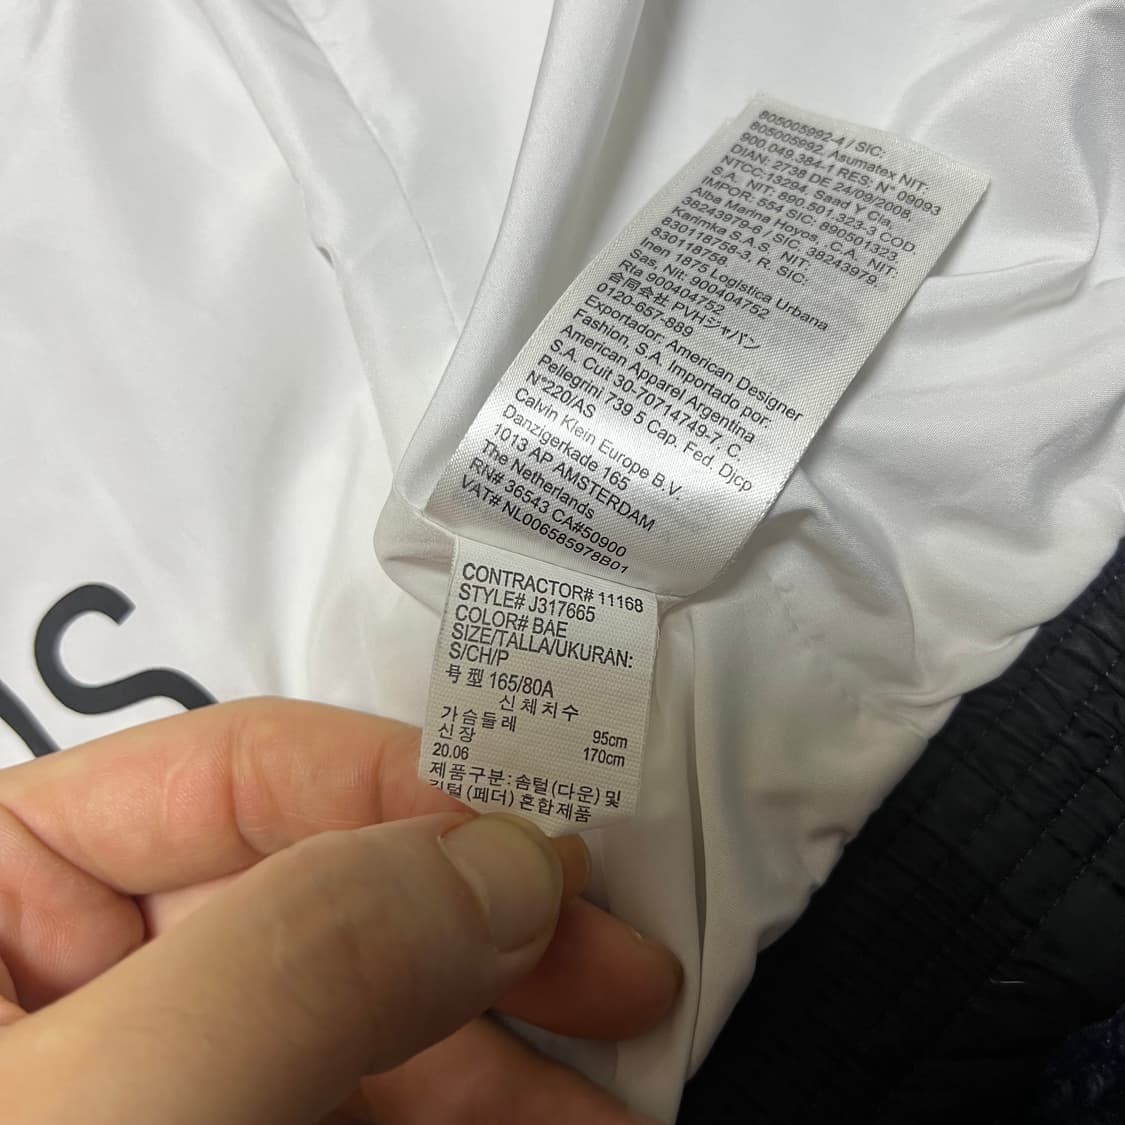 805005992-4 / SIC:
805005992. Asumatex NIT:
900.049.384-1 RES: N° 09093
DIAN: 2738 DE 24/09/2008,
NTCC:13294, Saad Y Cia.
S.A. NIT: 890.501.323-3 COD.
IMPOR: 554 SIC: 890501323
Alba Marina Hoyos, C.A. NIT:
38243979-6 / SIC, 38243979.
Karimka S.A.S. NIT:
830118758-3, R. SIC:
830118758
Inen 1875 Logistica Urbana
Sas, Nit: 900404752
Rta 900404752
合同会社 PVHジャパン
0120-657-889
Exportador: American Designer
Fashion, S.A. Importado por:
American Apparel Argentina
S.A. Cuit 30-70714749-7. C.
Pellegrini 739 5 Cap. Fed. Djcp
N°220/AS
Calvin Klein Europe B.V.
Danzigerkade 165
1013 AP AMSTERDAM
The Netherlands
RN# 36543 CA#50900
VAT# NL006585978B01
CONTRACTOR# 11168
STYLE# J317665
COLOR# BAE
SIZE/TALLA/UKURAN:
S/CH/P
号型 165/80A
신체치수
가슴둘레 95cm
신장 170cm
20.06
제품구분:솜털(다운) 및
깃털(페더) 혼합제품
S